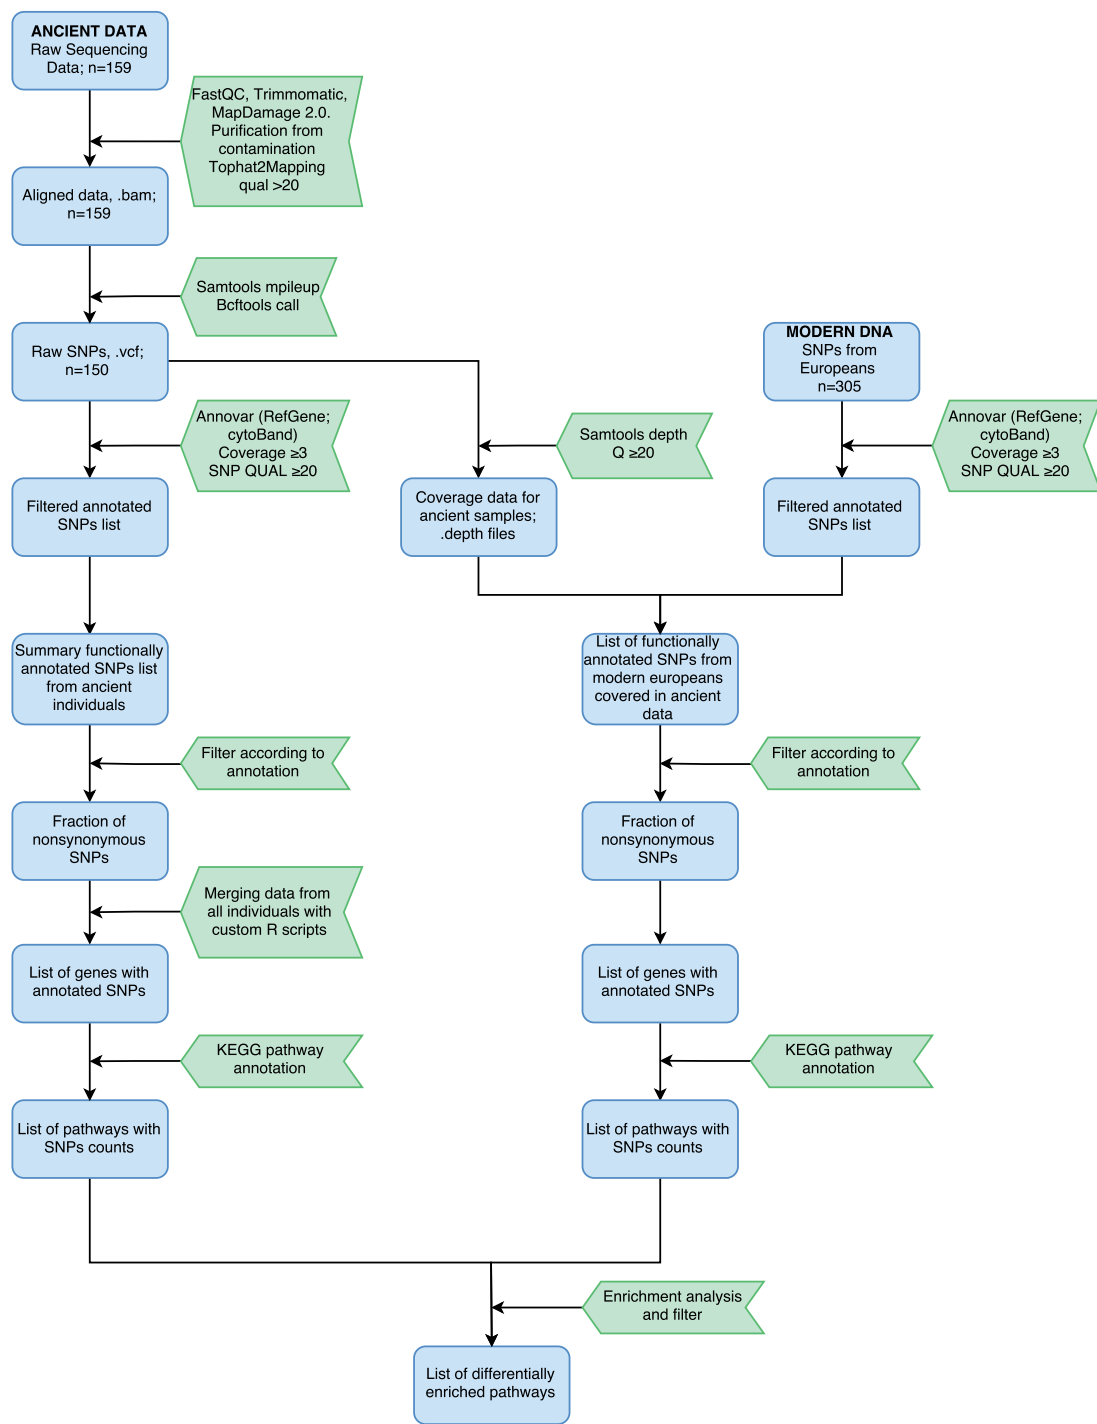 ANCIENT DATA
Raw Sequencing
Data; n=159
FastQC, Trimmomatic,
MapDamage 2.0.
Purification from
contamination
Tophat2Mapping
qual >20
Aligned data, .bam;
n=159
Samtools mpileup
Bcftools call
Raw SNPs, .vcf;
n=150
MODERN DNA
SNPs from
Europeans
n=305
Annovar (RefGene;
cytoBand)
Coverage ≥3
SNP QUAL ≥20
Samtools depth
Q ≥20
Annovar (RefGene;
cytoBand)
Coverage ≥3
SNP QUAL ≥20
Filtered annotated
SNPs list
Coverage data for
ancient samples;
.depth files
Filtered annotated
SNPs list
Summary functionally
annotated SNPs list
from ancient
individuals
List of functionally
annotated SNPs from
modern europeans
covered in ancient
data
Filter according to
annotation
Filter according to
annotation
Fraction of
nonsynonymous
SNPs
Fraction of
nonsynonymous
SNPs
Merging data from
all individuals with
custom R scripts
List of genes with
annotated SNPs
List of genes with
annotated SNPs
KEGG pathway
annotation
KEGG pathway
annotation
List of pathways with
SNPs counts
List of pathways with
SNPs counts
Enrichment analysis
and filter
List of differentially
enriched pathways